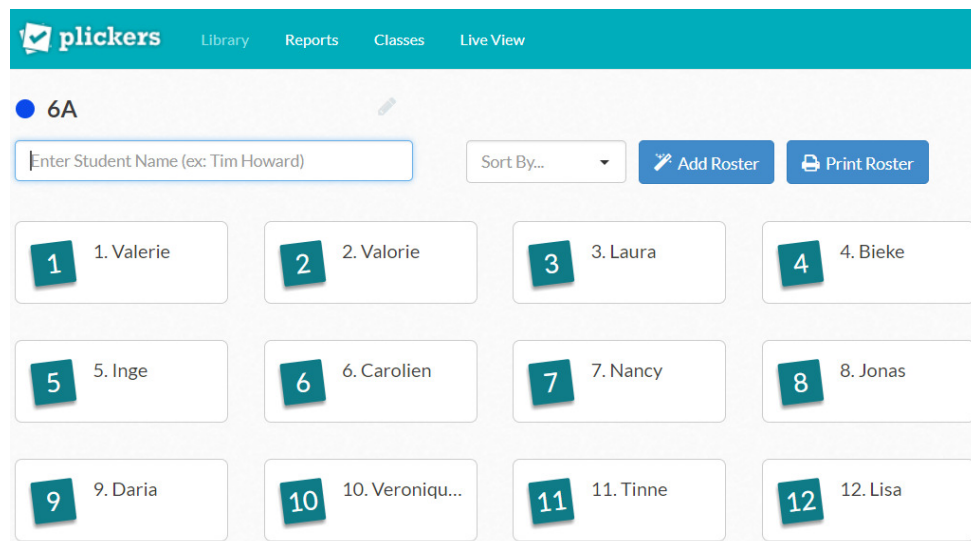 plickers Library Reports Classes Live View
6A
Enter Student Name (ex: Tim Howard) Sort By... Add Roster Print Roster
1 1. Valerie 2 2. Valorie 3 3. Laura 4 4. Bieke
5 5. Inge 6 6. Carolien 7 7. Nancy 8 8. Jonas
9 9. Daria 10 10. Veroniqu... 11 11. Tinne 12 12. Lisa